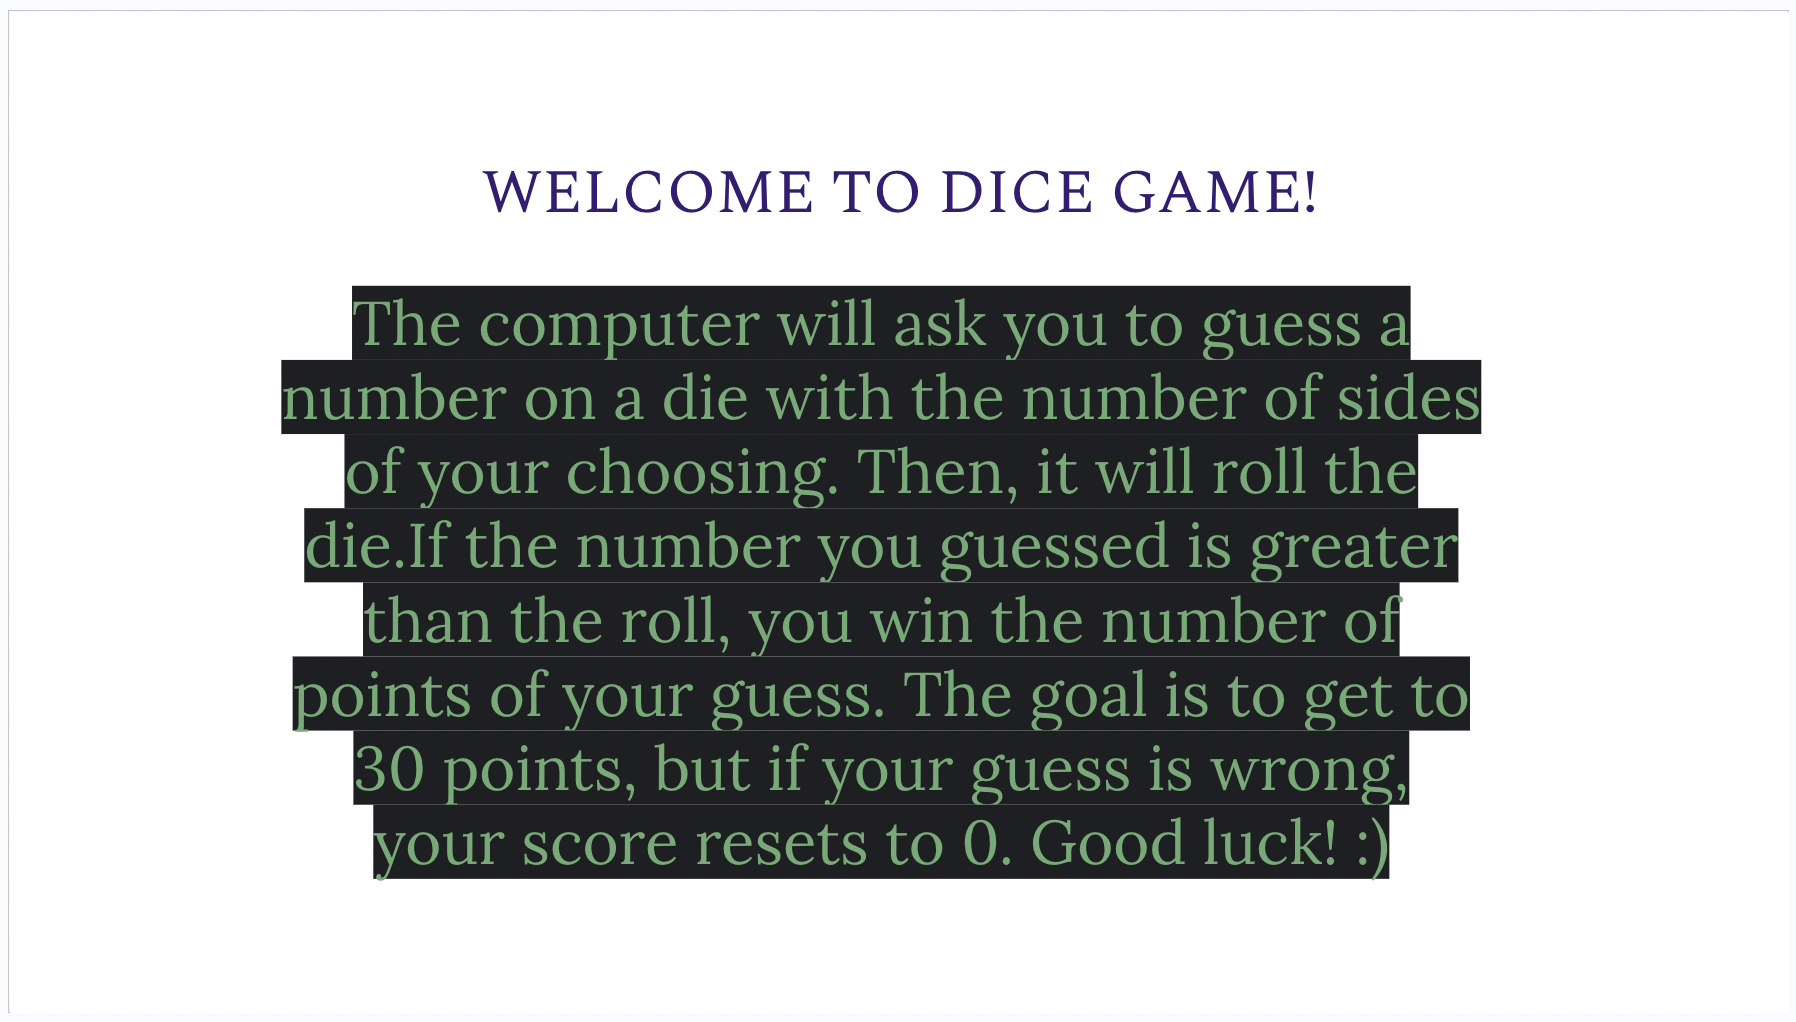 WELCOME TO DICE GAME!
The computer will ask you to guess a
number on a die with the number of sides
of your choosing. Then, it will roll the
die.If the number you guessed is greater
than the roll, you win the number of
points of your guess. The goal is to get to
30 points, but if your guess is wrong,
your score resets to 0. Good luck! :)